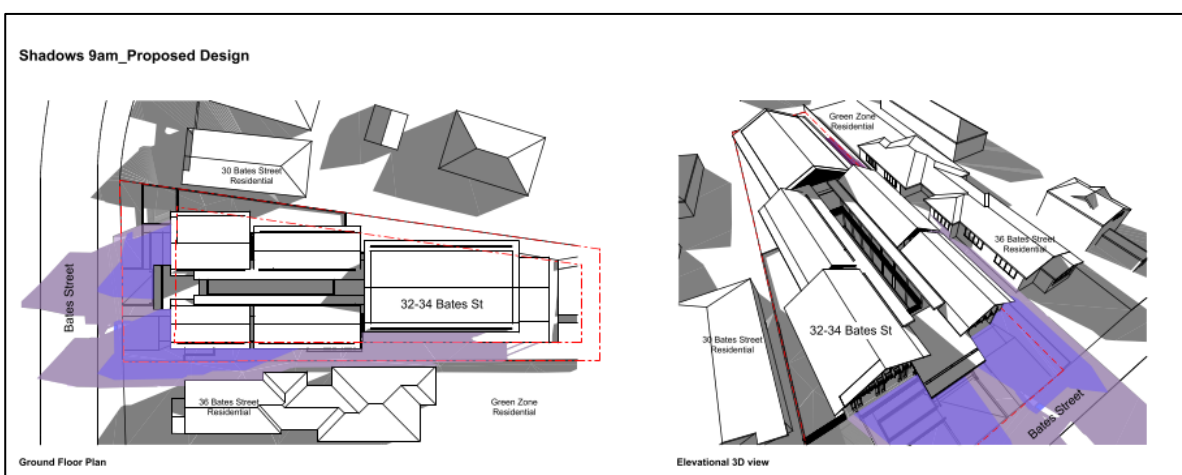 Shadows 9am_Proposed Design
30 Bates Street
Residential
Bates Street
32-34 Bates St
36 Bates Street
Residential
Green Zone
Residential
Ground Floor Plan
Green Zone
Residential
36 Bates Street
Residential
30 Bates Street
Residential
32-34 Bates St
Bates Street
Elevational 3D view